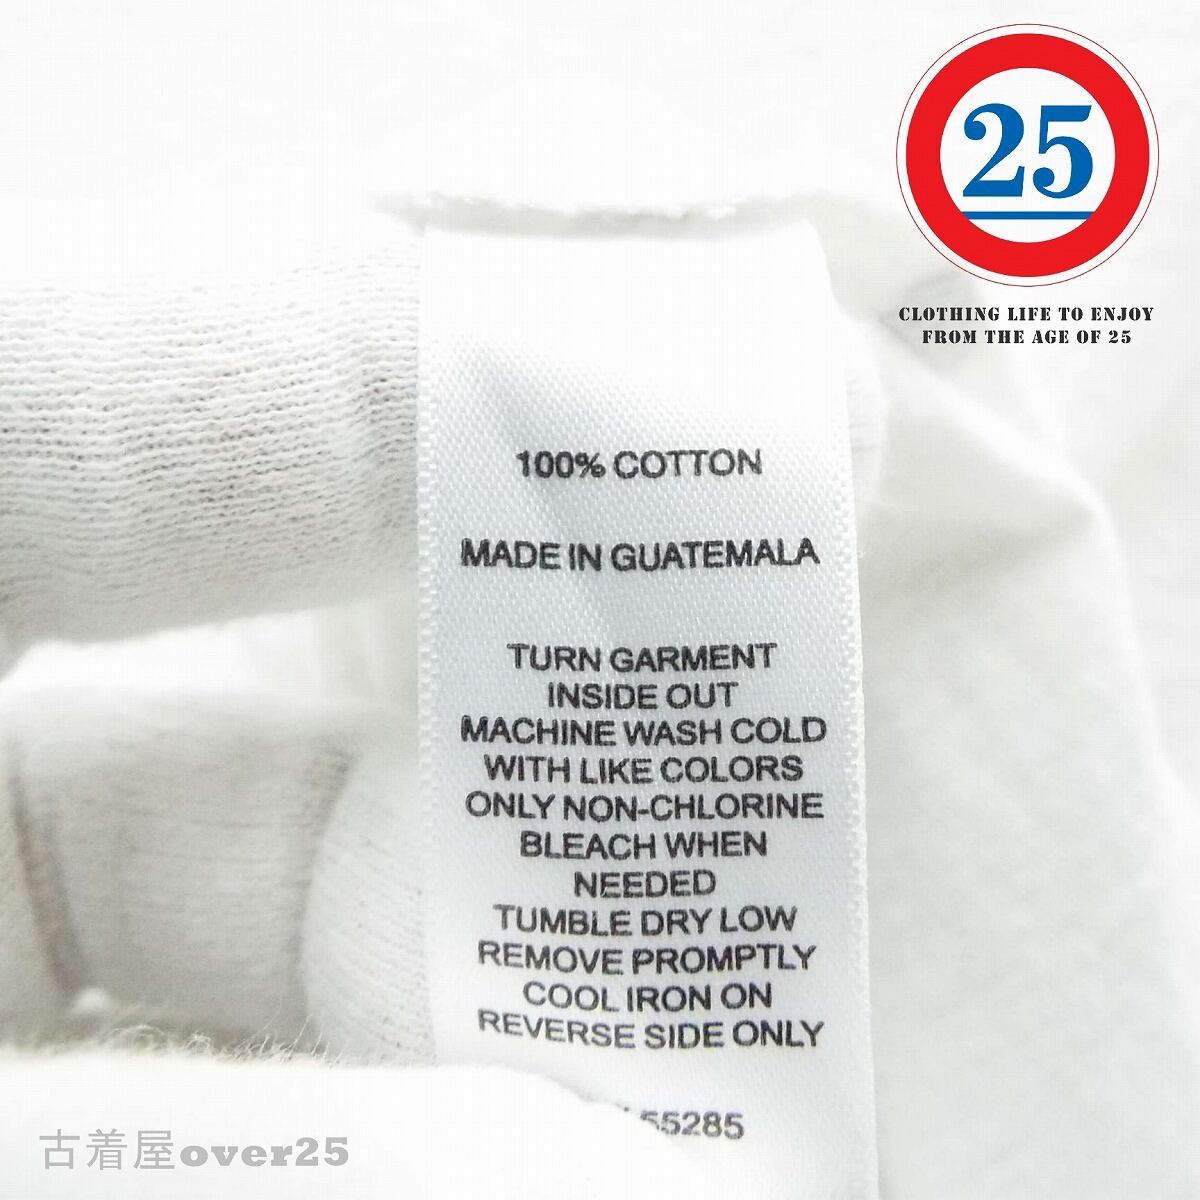 25
CLOTHING LIFE TO ENJOY
FROM THE AGE OF 25
100% COTTON
MADE IN GUATEMALA
TURN GARMENT
INSIDE OUT
MACHINE WASH COLD
WITH LIKE COLORS
ONLY NON-CHLORINE
BLEACH WHEN
NEEDED
TUMBLE DRY LOW
REMOVE PROMPTLY
COOL IRON ON
REVERSE SIDE ONLY
55285
古着屋over25